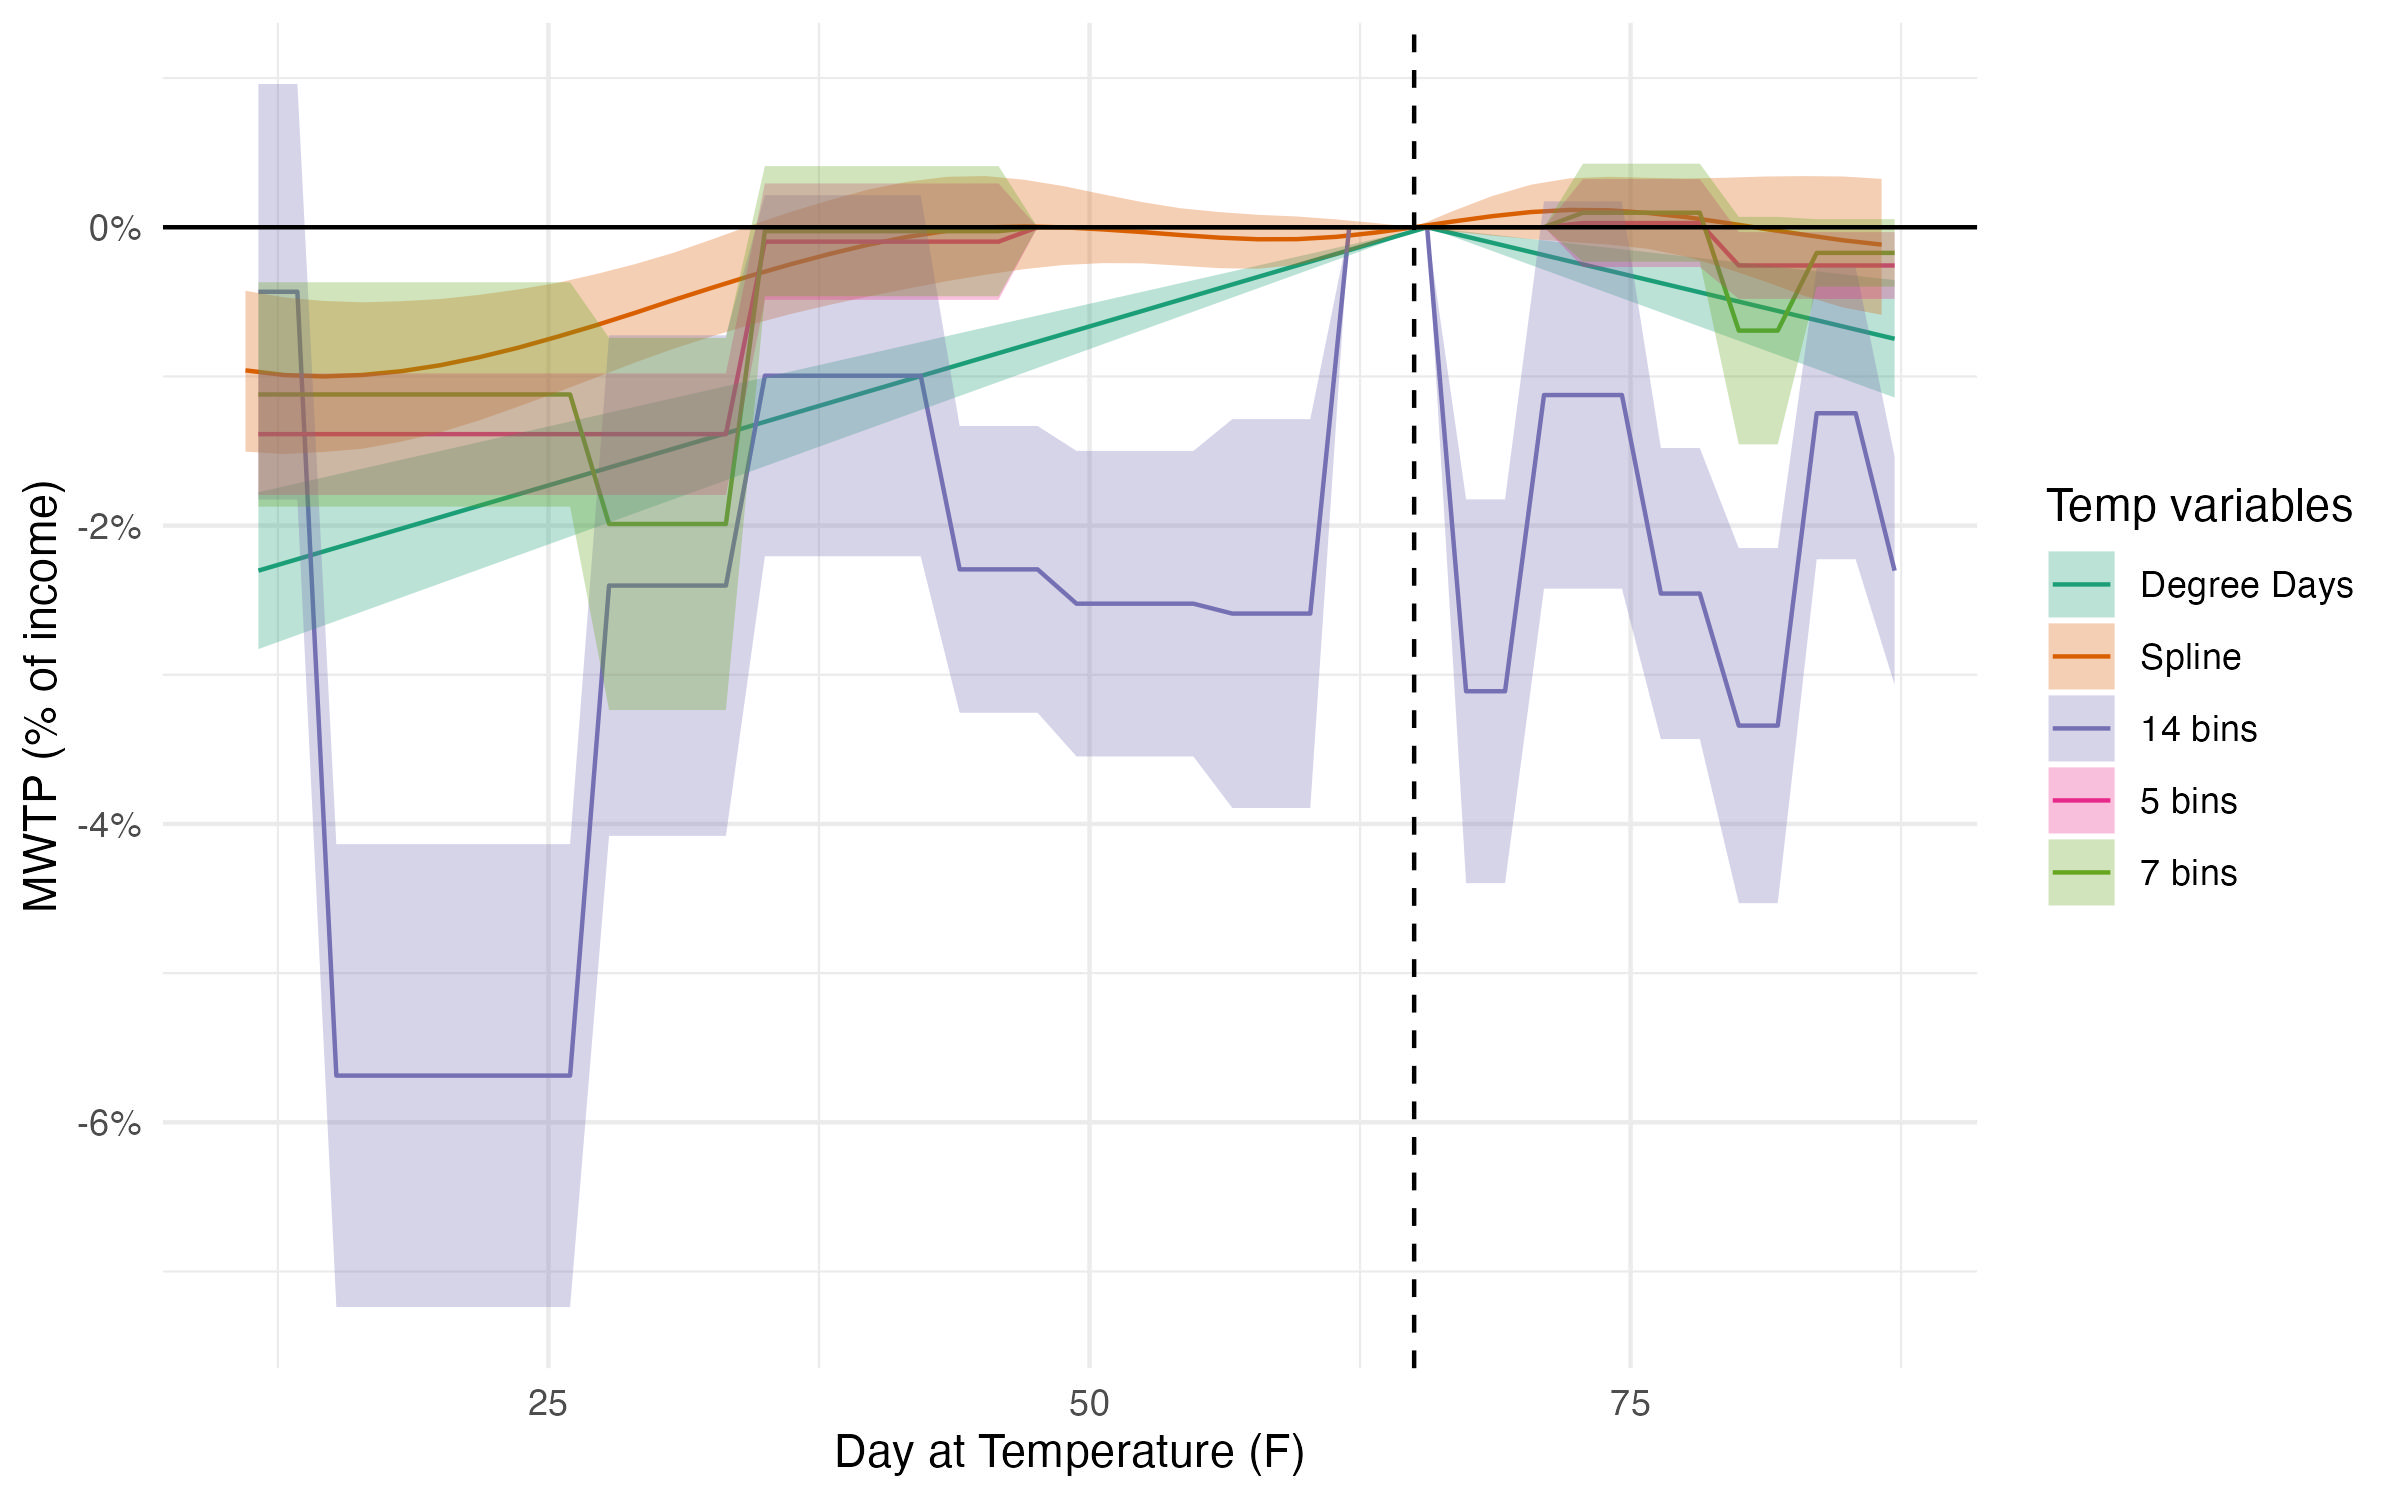 0%
-2%
-4%
-6%
MWTP (% of income)
25
50
75
Day at Temperature (F)
Temp variables
Degree Days
Spline
14 bins
5 bins
7 bins